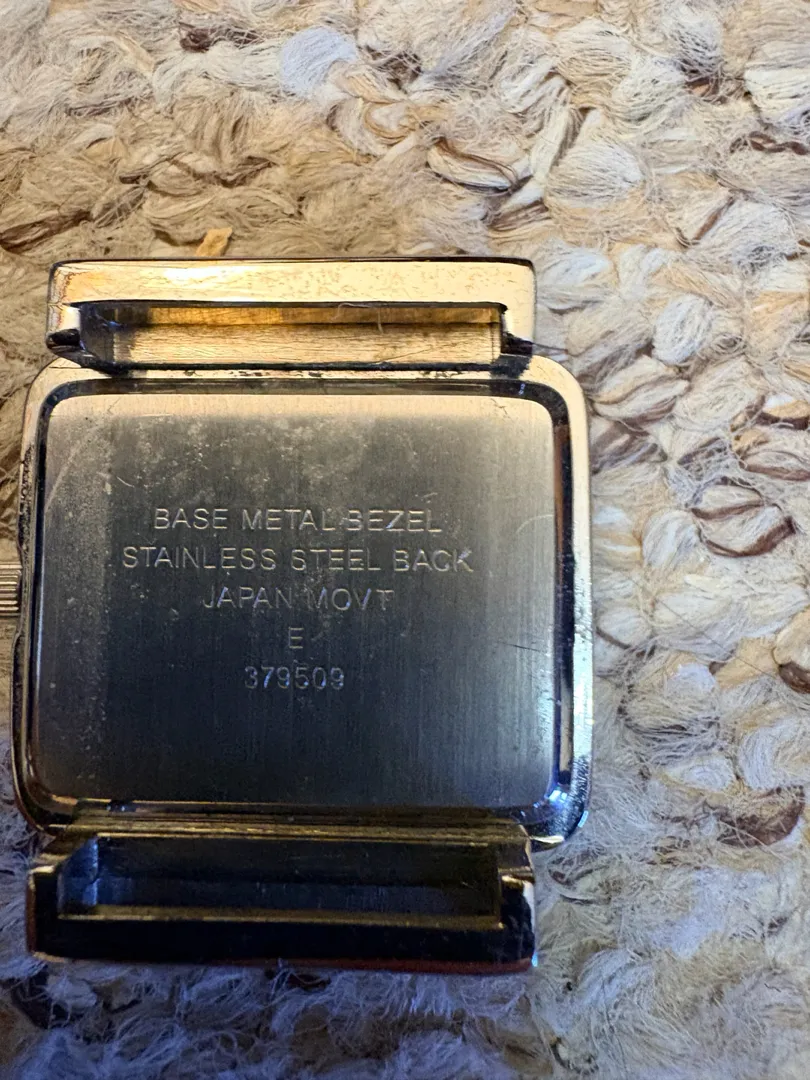 BASE METAL BEZEL
STAINLESS STEEL BACK
JAPAN MOVT
E
379509